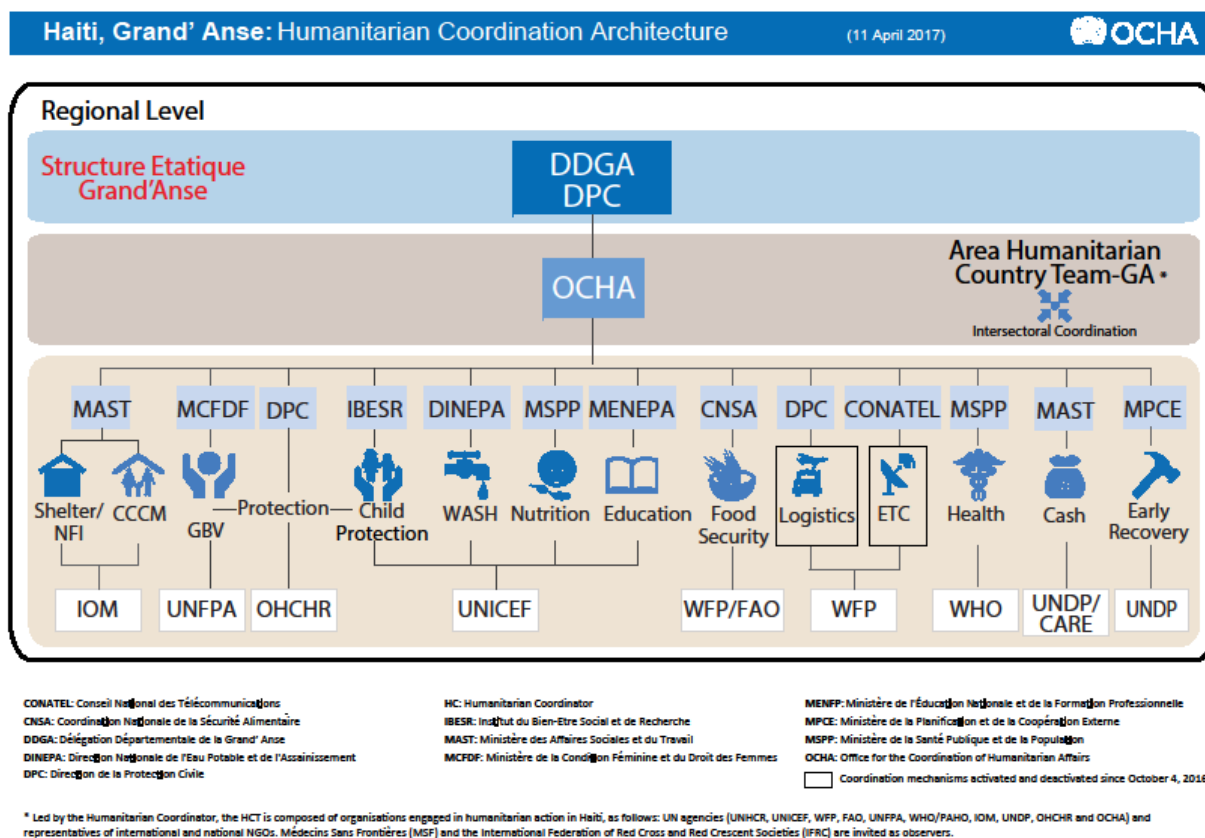 Haiti, Grand' Anse: Humanitarian Coordination Architecture (11 April 2017) OCHA
Regional Level
Structure Etatique
Grand'Anse
DDGA
DPC
OCHA
Area Humanitarian
Country Team-GA *
Intersectoral Coordination
MAST MCFDF DPC IBESR DINEPA MSPP MENEPA CNSA DPC CONATEL MSPP MAST MPCE
Shelter/
NFI
CCCM
GBV
Protection
Child
Protection
WASH
Nutrition
Education
Food
Security
Logistics
ETC
Health
Cash
Early
Recovery
IOM UNFPA OHCHR UNICEF WFP/FAO WFP WHO
UNDP/
CARE
UNDP
CONATEL: Conseil National des Télécommunications
CNSA: Coordination Nationale de la Sécurité Alimentaire
DDGA: Délégation Départementale de la Grand' Anse
DINEPA: Direction Nationale de l'Eau Potable et de l'Assainissement
DPC: Direction de la Protection Civile
HC: Humanitarian Coordinator
IBESR: Institut du Bien-Etre Social et de Recherche
MAST: Ministère des Affaires Sociales et du Travail
MCFDF: Ministère de la Condition Féminine et du Droit des Femmes
MENFP: Ministère de l'Éducation Nationale et de la Formation Professionnelle
MPCE: Ministère de la Planification et de la Coopération Externe
MSPP: Ministère de la Santé Publique et de la Population
OCHA: Office for the Coordination of Humanitarian Affairs
Coordination mechanisms activated and deactivated since October 4, 2016
* Led by the Humanitarian Coordinator, the HCT is composed of organisations engaged in humanitarian action in Haiti, as follows: UN agencies (UNHCR, UNICEF, WFP, FAO, UNFPA, WHO/PAHO, IOM, UNDP, OHCHR and OCHA) and
representatives of international and national NGOs. Médecins Sans Frontières (MSF) and the International Federation of Red Cross and Red Crescent Societies (IFRC) are invited as observers.